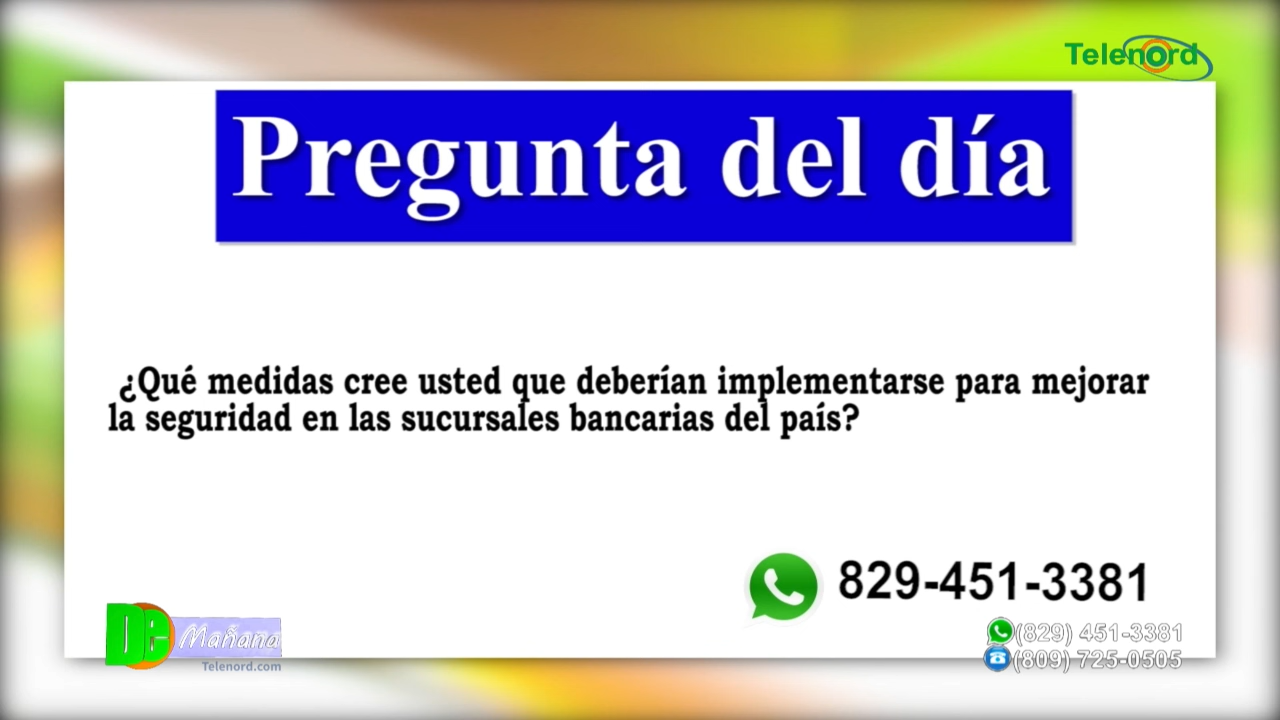 Telenord
Pregunta del día
¿Qué medidas cree usted que deberían implementarse para mejorar
la seguridad en las sucursales bancarias del país?
829-451-3381
De Mañana
Telenord.com
(829) 451-3381
(809) 725-0505